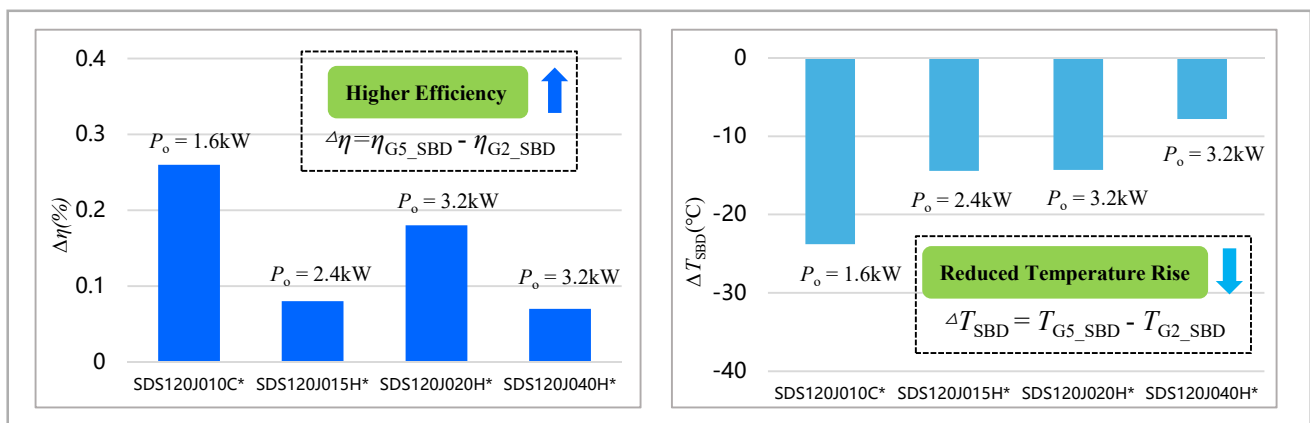 0.4
0.3
0.2
0.1
0
Δη(%)
Higher Efficiency
Δη=ηG5_SBD - ηG2_SBD
Po = 1.6kW
Po = 2.4kW
Po = 3.2kW
Po = 3.2kW
SDS120J010C* SDS120J015H* SDS120J020H* SDS120J040H*
0
-10
-20
-30
-40
ΔTSBD(℃)
Po = 1.6kW
Po = 2.4kW
Po = 3.2kW
Po = 3.2kW
Reduced Temperature Rise
ΔTSBD = TG5_SBD - TG2_SBD
SDS120J010C* SDS120J015H* SDS120J020H* SDS120J040H*